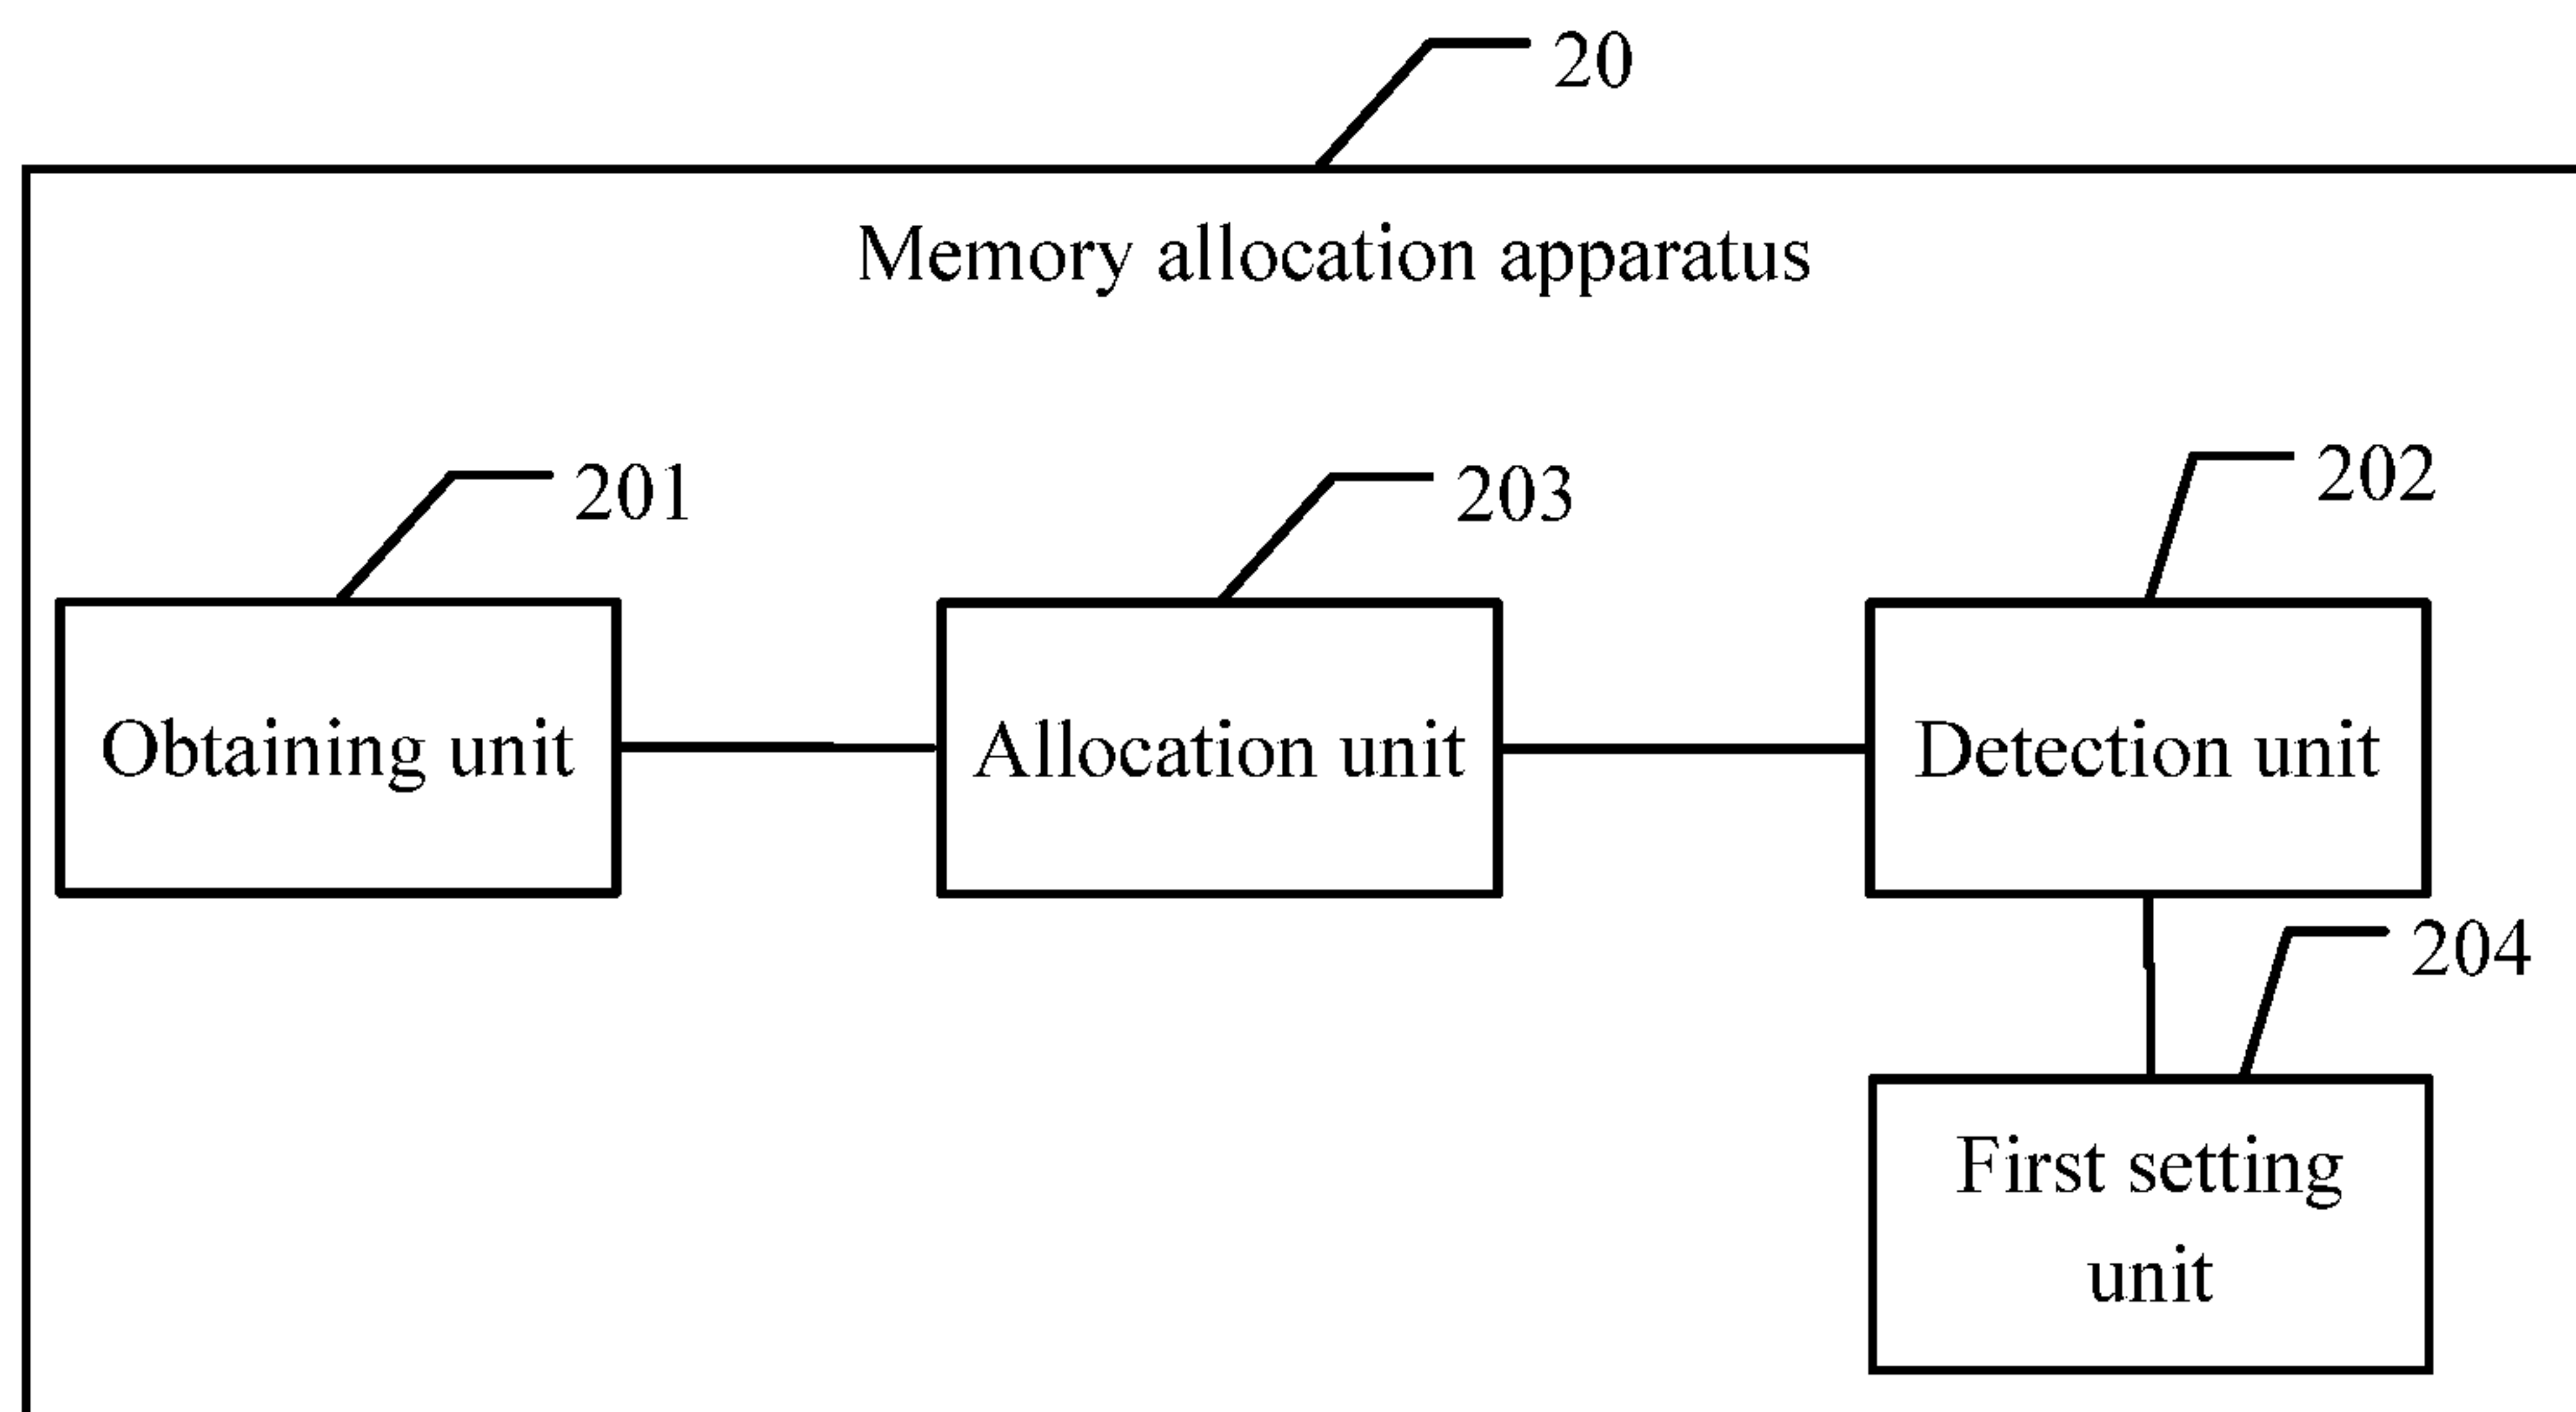 20
Memory allocation apparatus
201
203
202
Obtaining unit
Allocation unit
Detection unit
204
First setting
unit